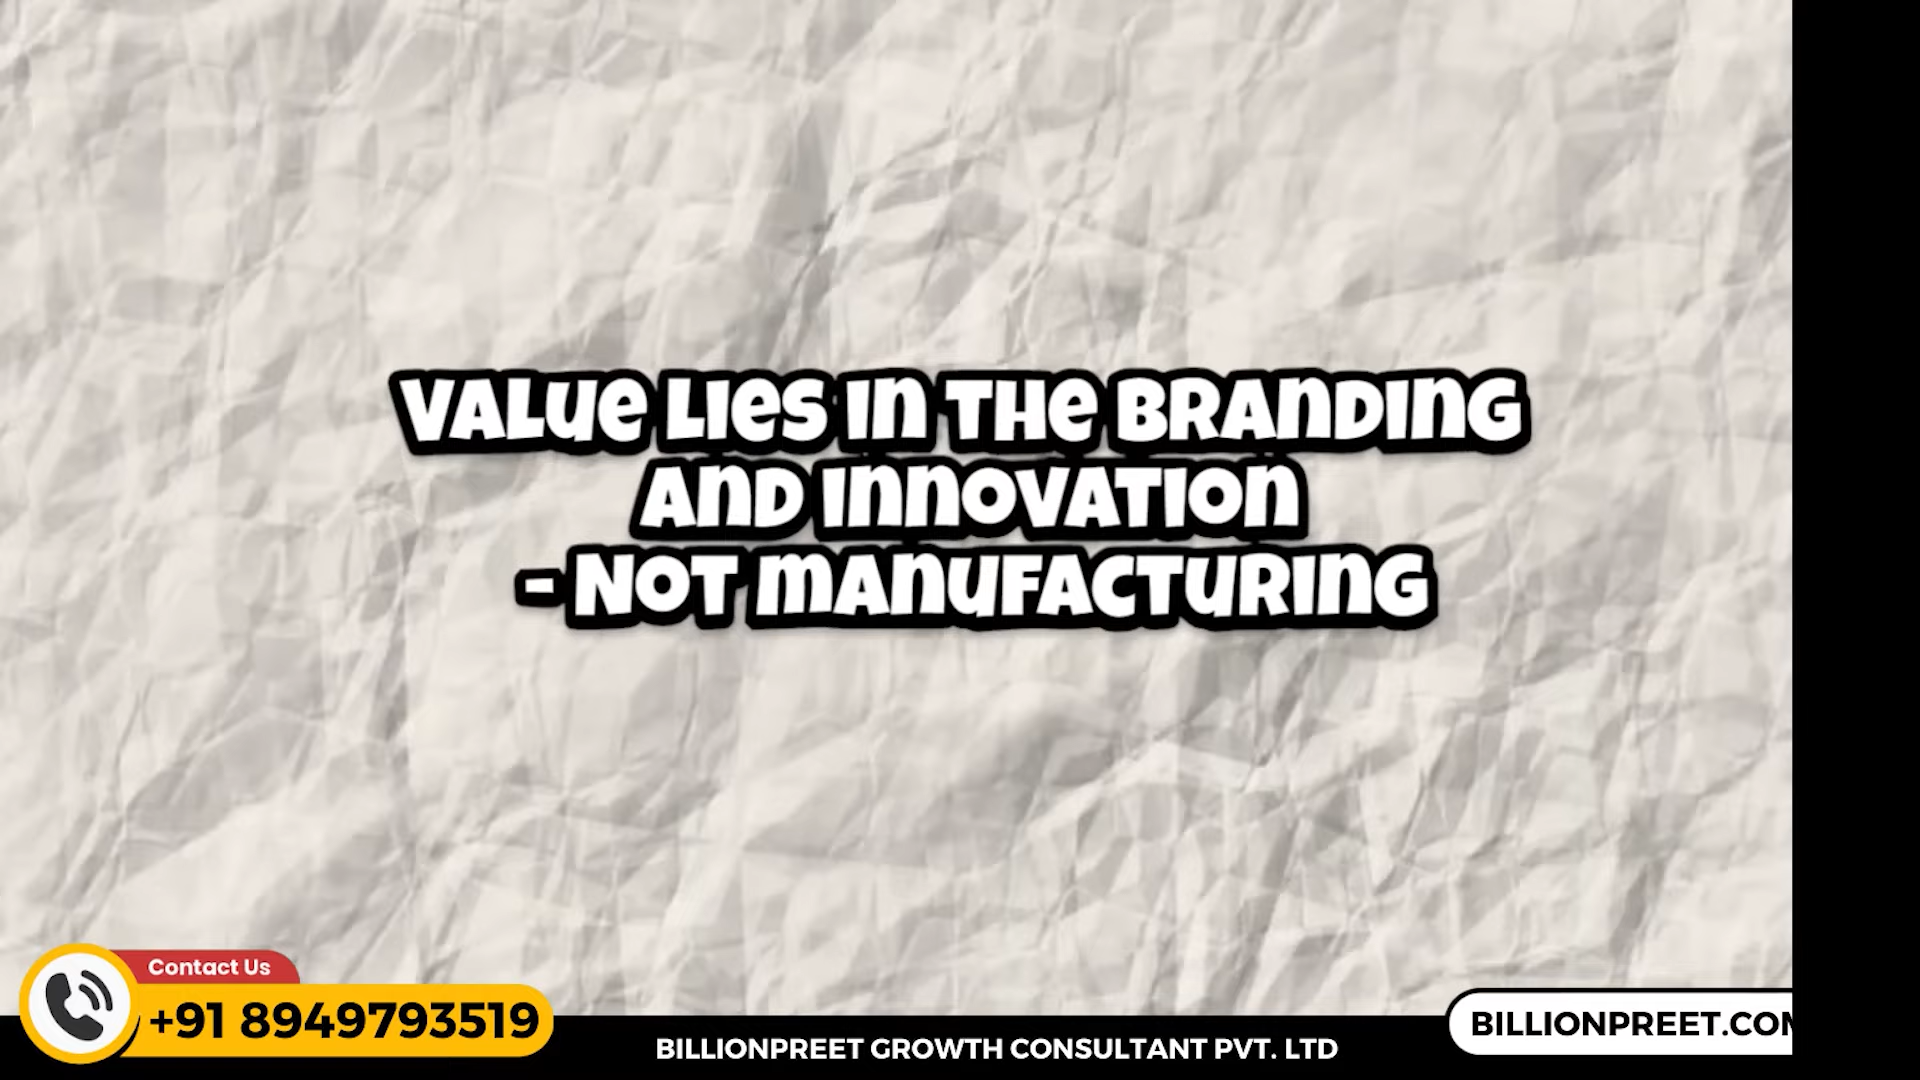 VALUE LIES IN THE BRANDING
AND INNOVATION
- NOT MANUFACTURING
Contact Us
+91 8949793519
BILLIONPREET GROWTH CONSULTANT PVT. LTD
BILLIONPREET.COM